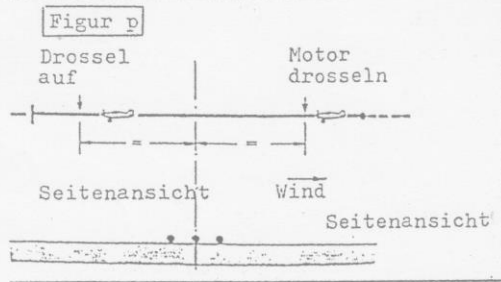 Figur p
Drossel
auf
Motor
drosseln
= =
Seitenansicht
Wind
Seitenansicht